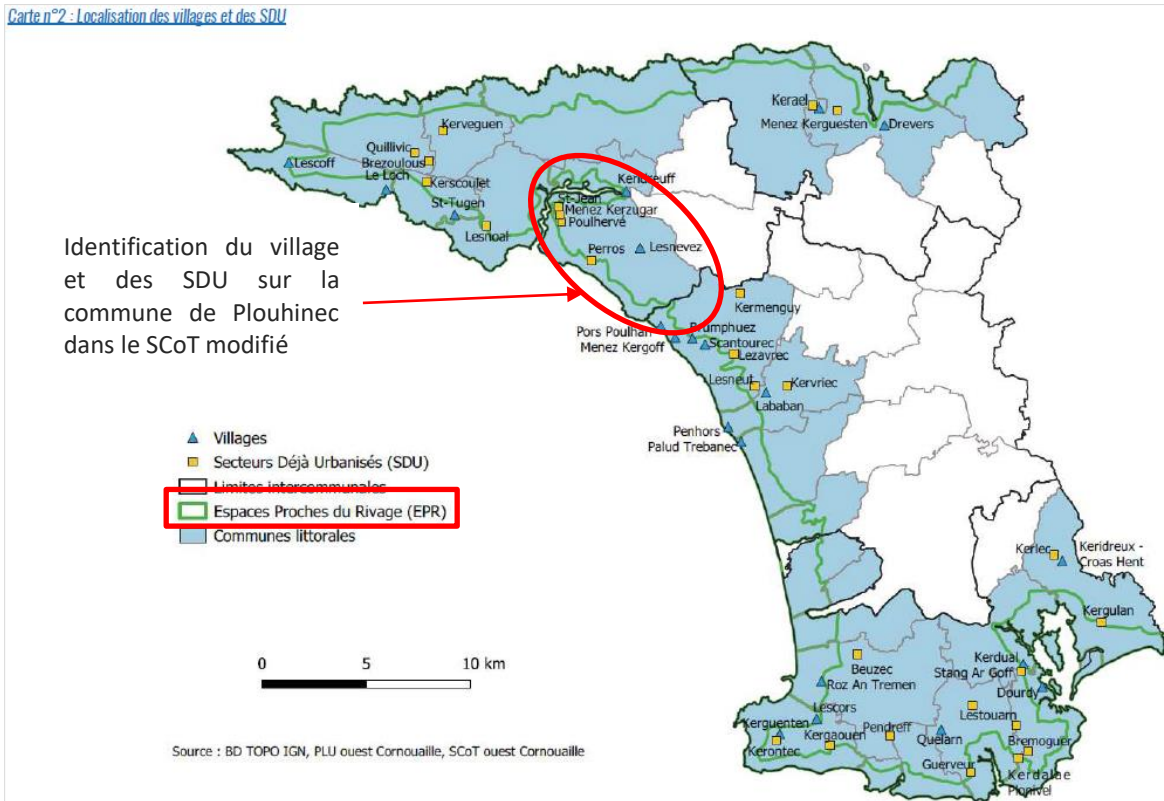 Carte n°2 : Localisation des villages et des SDU
Kerael
Menez Kerguesten
Drevers
Kerveguen
Quillivic
Brezoulous
Lescoff
Le Loch
Kerscoulet
Keridreuff
St-Jean
St-Tugen
Menez Kerzugar
Poulhervé
Lesnoal
Perros
Lesnevez
Identification du village
et des SDU sur la
commune de Plouhinec
dans le SCoT modifié
Kermenguy
Pors Poulhan
Brumphuez
Menez Kergoff
Scantourec
Lezavrec
Lesneut
Kervriec
Lababan
Penhors
Palud Trebanec
Villages
Secteurs Déjà Urbanisés (SDU)
Limites intercommunales
Espaces Proches du Rivage (EPR)
Communes littorales
Kerlec
Keridreux -
Croas Hent
Kergulan
0 5 10 km
Beuzec
Roz An Tremen
Kerdual
Stang Ar Goff
Dourdy
Lescors
Lestouarn
Kerguenten
Pendreff
Kergaouen
Quelarn
Bremoguer
Kerontec
Guerveur
Kerdalae
Plonivel
Source : BD TOPO IGN, PLU ouest Cornouaille, SCoT ouest Cornouaille